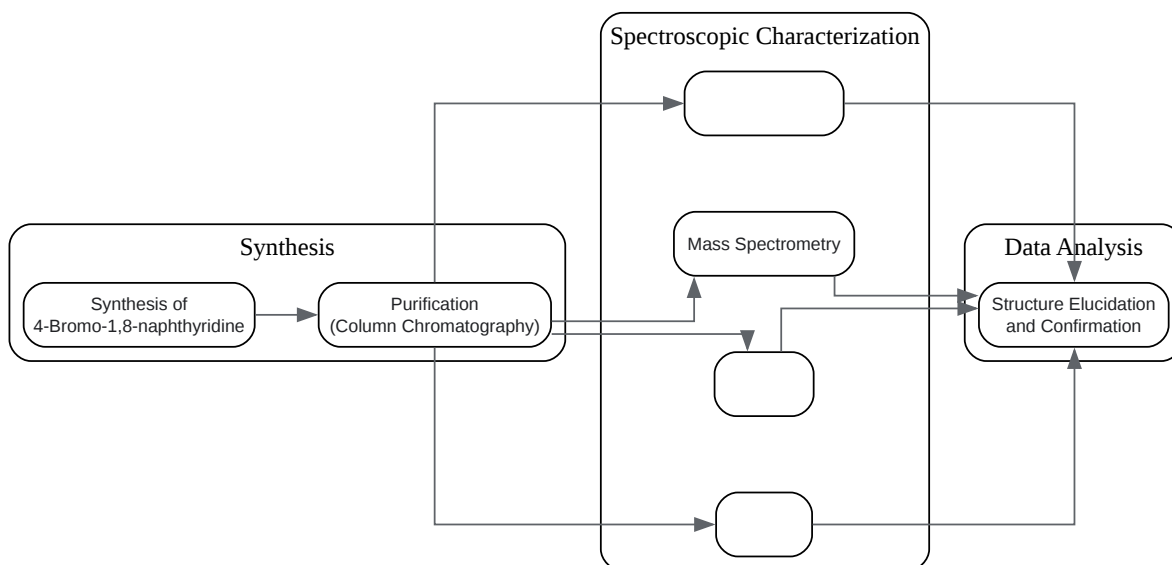 Spectroscopic Characterization
Synthesis
Synthesis of
4-Bromo-1,8-naphthyridine
Purification
(Column Chromatography)
Mass Spectrometry
Data Analysis
Structure Elucidation
and Confirmation